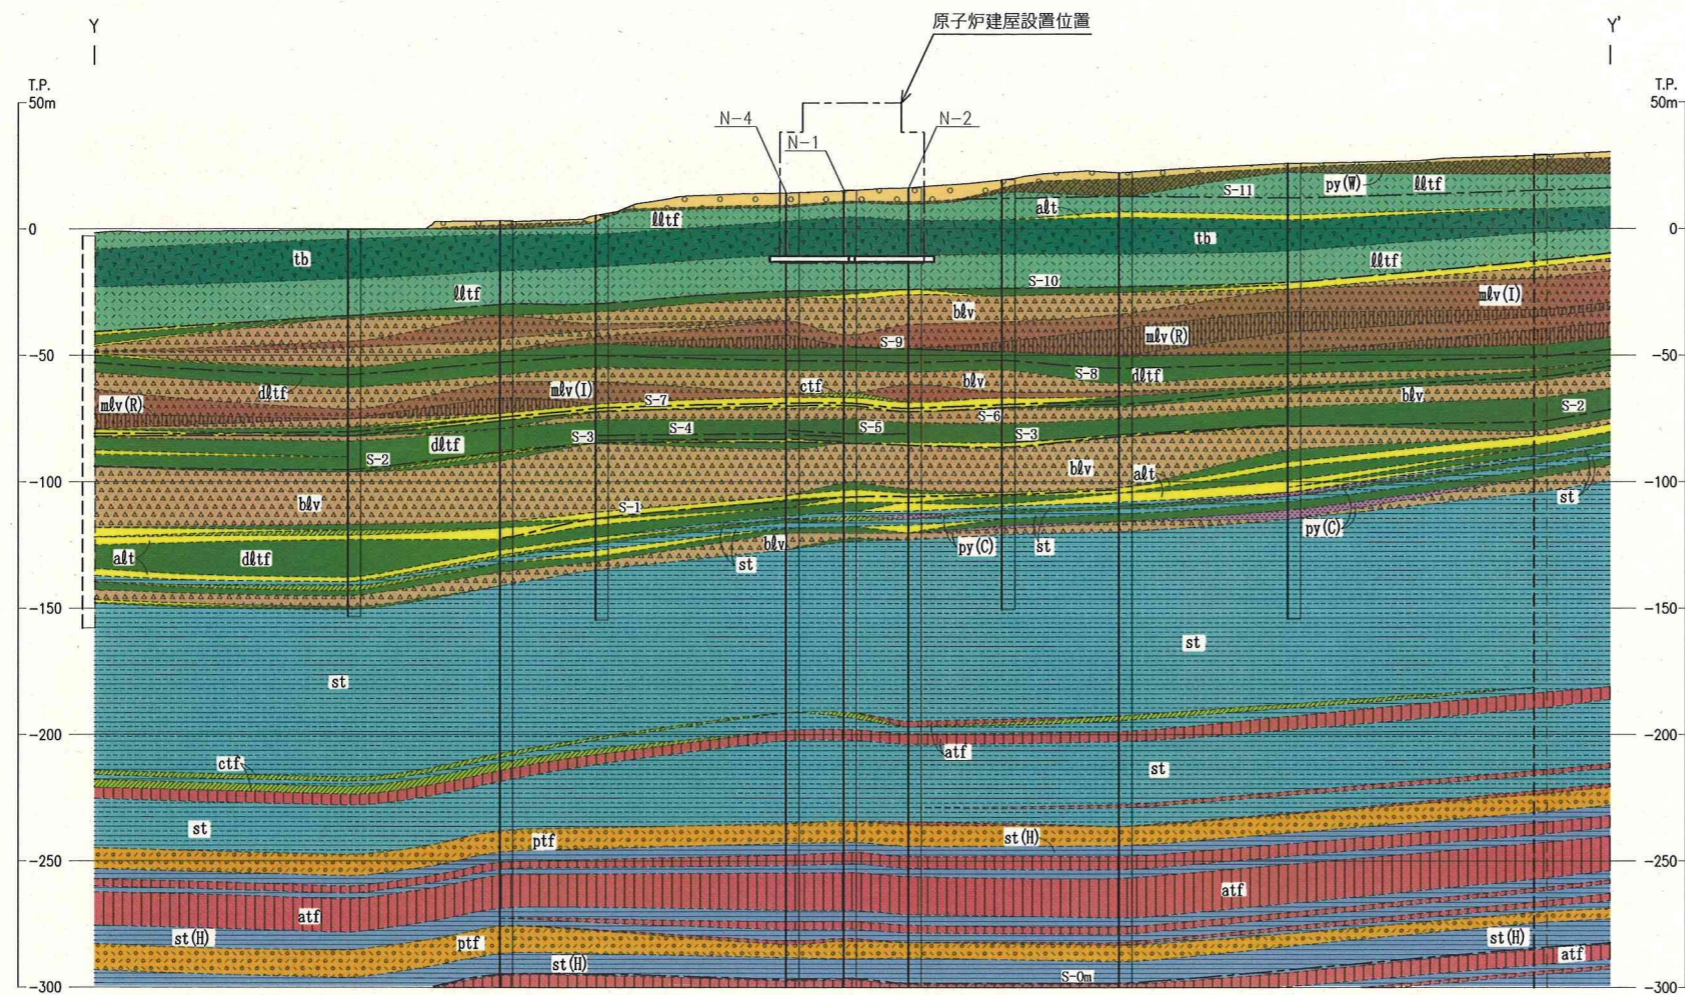 原子炉建屋設置位置
Y
Y'
T.P.
50m
T.P.
50m
N-4
N-1
N-2
0
0
-50
-50
-100
-100
-150
-150
-200
-200
-250
-250
-300
-300
py(W)
lltf
S-11
alt
lltf
tb
tb
lltf
lltf
S-10
mlv(I)
blv
mlv(R)
S-9
S-8
dltf
blv
ctf
mlv(I)
dltf
blv
mlv(R)
S-7
S-6
S-2
S-5
S-4
S-3
S-3
dltf
S-2
blv
alt
blv
S-1
st
py(C)
blv
py(C)
st
st
alt
dltf
st
st
st
atf
ctf
st
st
ptf
st(H)
atf
atf
st(H)
ptf
st(H)
st(H)
atf
S-0m